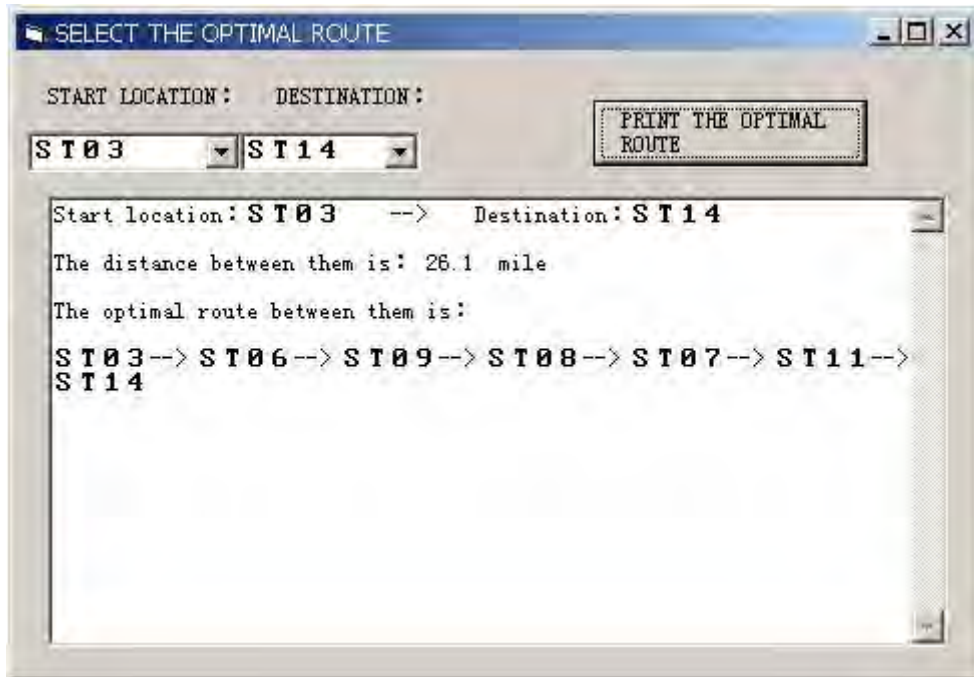 SELECT THE OPTIMAL ROUTE
START LOCATION: DESTINATION:
PRINT THE OPTIMAL
ROUTE
ST03 ST14
Start location: ST03 --> Destination: ST14
The distance between them is: 26.1 mile
The optimal route between them is:
ST03--> ST06--> ST09--> ST08--> ST07--> ST11-->
ST14